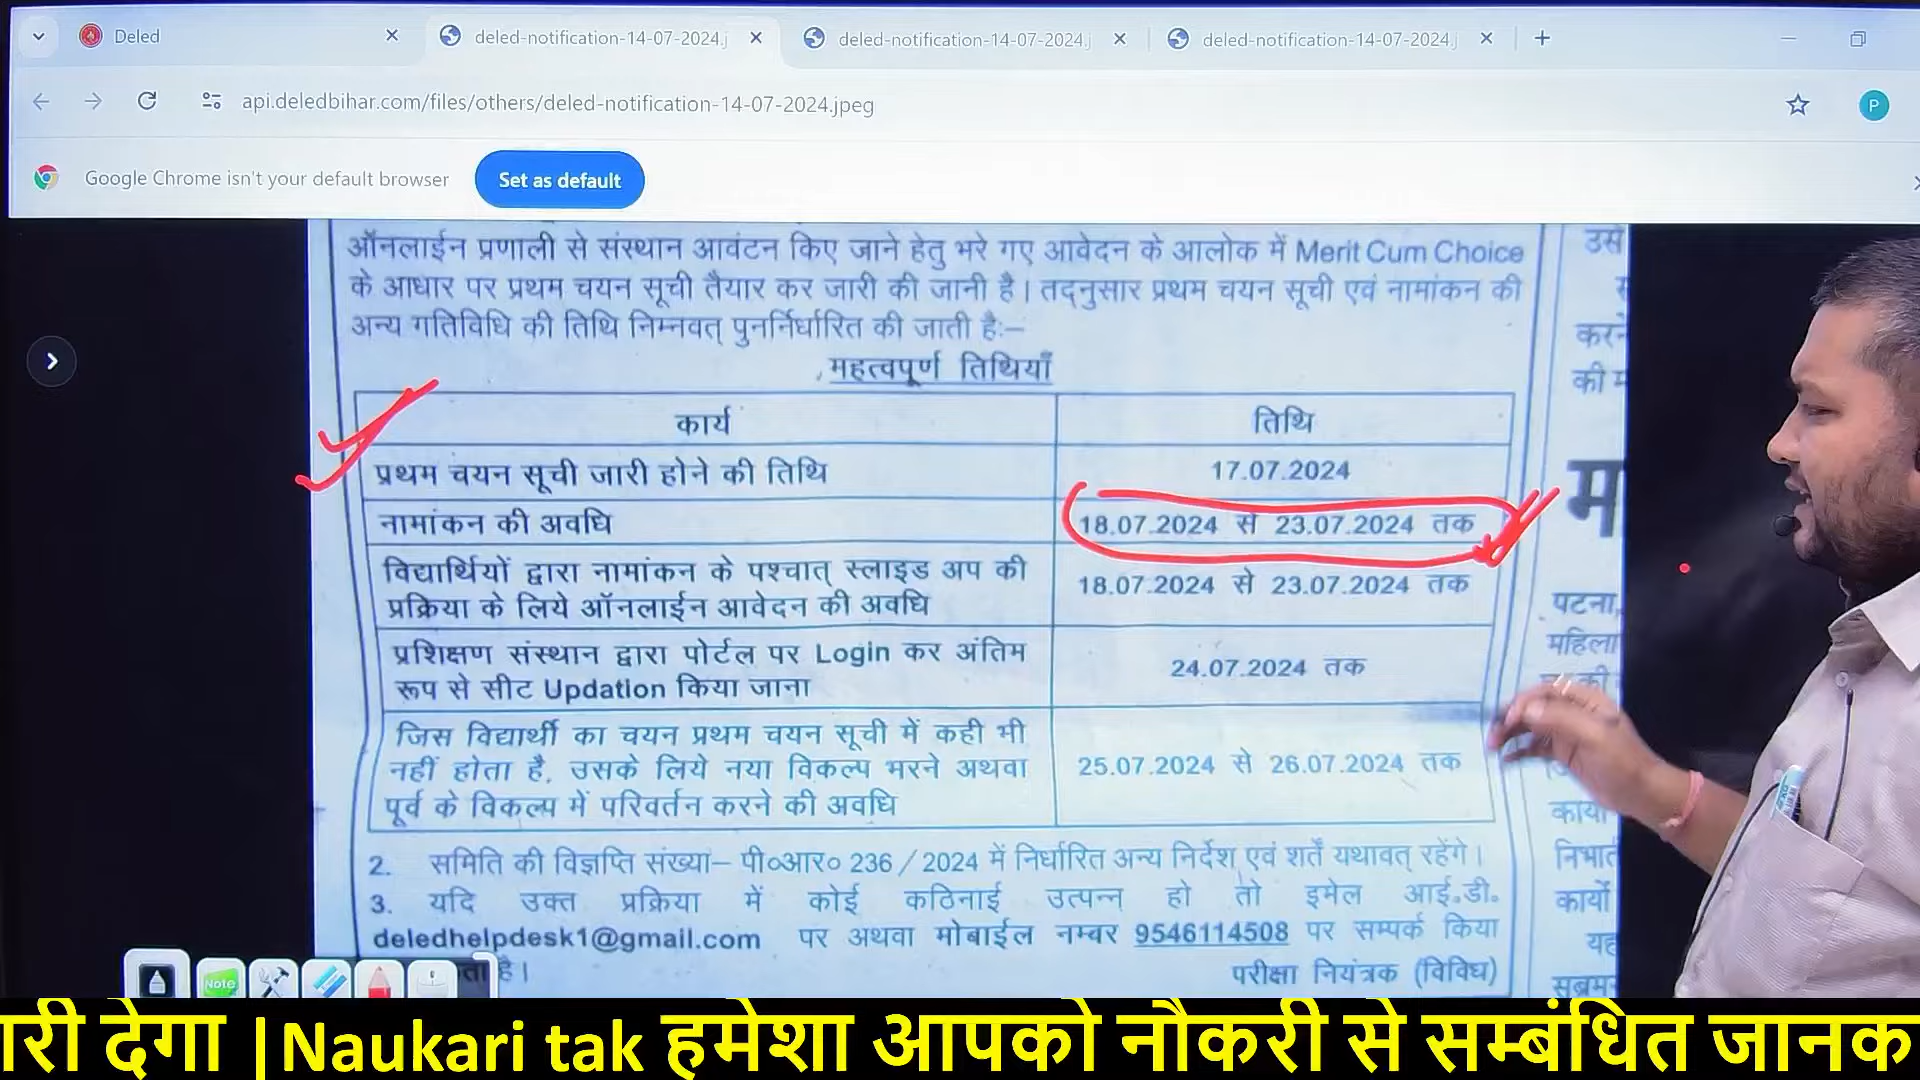 Deled
deled-notification-14-07-2024.j
deled-notification-14-07-2024.j
deled-notification-14-07-2024.j
api.deledbihar.com/files/others/deled-notification-14-07-2024.jpeg
P
Google Chrome isn't your default browser
Set as default
ऑनलाईन प्रणाली से संस्थान आवंटन किए जाने हेतु भरे गए आवेदन के आलोक में Merit Cum Choice
के आधार पर प्रथम चयन सूची तैयार कर जारी की जानी है। तद्नुसार प्रथम चयन सूची एवं नामांकन की
अन्य गतिविधि की तिथि निम्नवत् पुनर्निर्धारित की जाती है:–
महत्वपूर्ण तिथियाँ
कार्य तिथि
प्रथम चयन सूची जारी होने की तिथि 17.07.2024
नामांकन की अवधि 18.07.2024 से 23.07.2024 तक
विद्यार्थियों द्वारा नामांकन के पश्चात् स्लाइड अप की
प्रक्रिया के लिये ऑनलाईन आवेदन की अवधि
18.07.2024 से 23.07.2024 तक
प्रशिक्षण संस्थान द्वारा पोर्टल पर Login कर अंतिम
रूप से सीट Updation किया जाना
24.07.2024 तक
जिस विद्यार्थी का चयन प्रथम चयन सूची में कही भी
नहीं होता है, उसके लिये नया विकल्प भरने अथवा
पूर्व के विकल्प में परिवर्तन करने की अवधि
25.07.2024 से 26.07.2024 तक
2. समिति की विज्ञप्ति संख्या– पी०आर० 236 / 2024 में निर्धारित अन्य निर्देश एवं शर्तें यथावत् रहेंगे।
3. यदि उक्त प्रक्रिया में कोई कठिनाई उत्पन्न हो तो इमेल आई.डी.
deledhelpdesk1@gmail.com पर अथवा मोबाईल नम्बर 9546114508 पर सम्पर्क किया
है।
परीक्षा नियंत्रक (विविध)
उसे
करने
की
पटना,
महिला
की
कार्यों
यह
Note
री देगा |Naukari tak हमेशा आपको नौकरी से सम्बंधित जानक